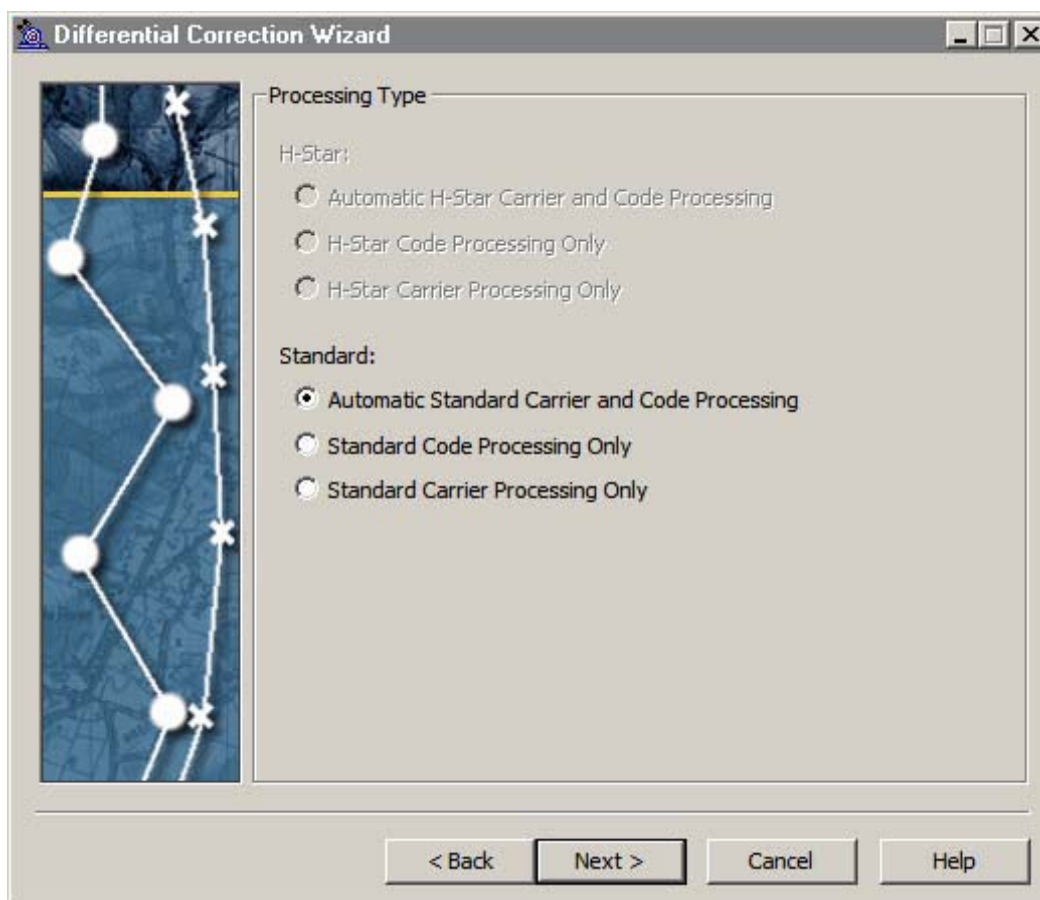 Differential Correction Wizard
Processing Type
H-Star:
Automatic H-Star Carrier and Code Processing
H-Star Code Processing Only
H-Star Carrier Processing Only
Standard:
Automatic Standard Carrier and Code Processing
Standard Code Processing Only
Standard Carrier Processing Only
< Back Next > Cancel Help